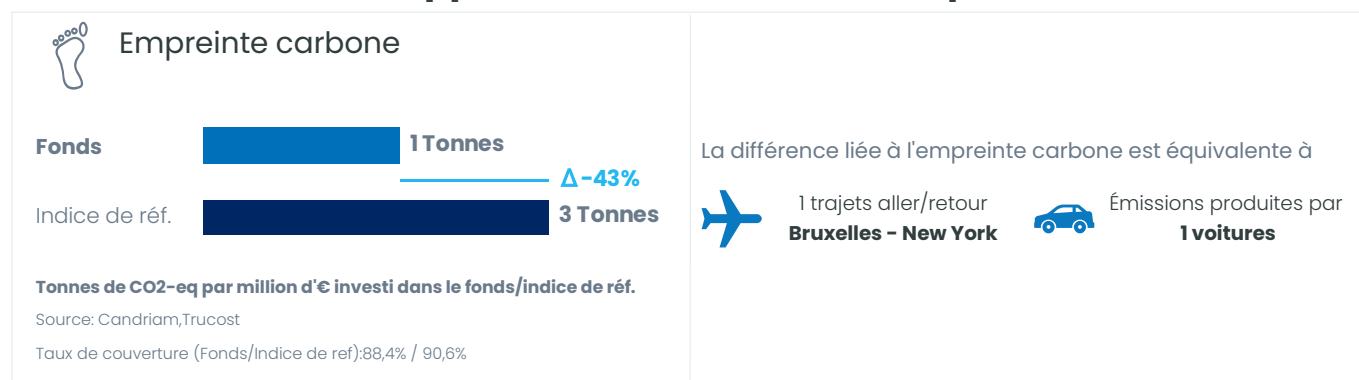 Empreinte carbone
Fonds
1 Tonnes
Δ -43%
Indice de réf.
3 Tonnes
Tonnes de CO2-eq par million d'€ investi dans le fonds/indice de réf.
Source: Candriam,Trucost
Taux de couverture (Fonds/Indice de ref):88,4% / 90,6%
La différence liée à l'empreinte carbone est équivalente à
1 trajets aller/retour
Bruxelles - New York
Émissions produites par
1 voitures